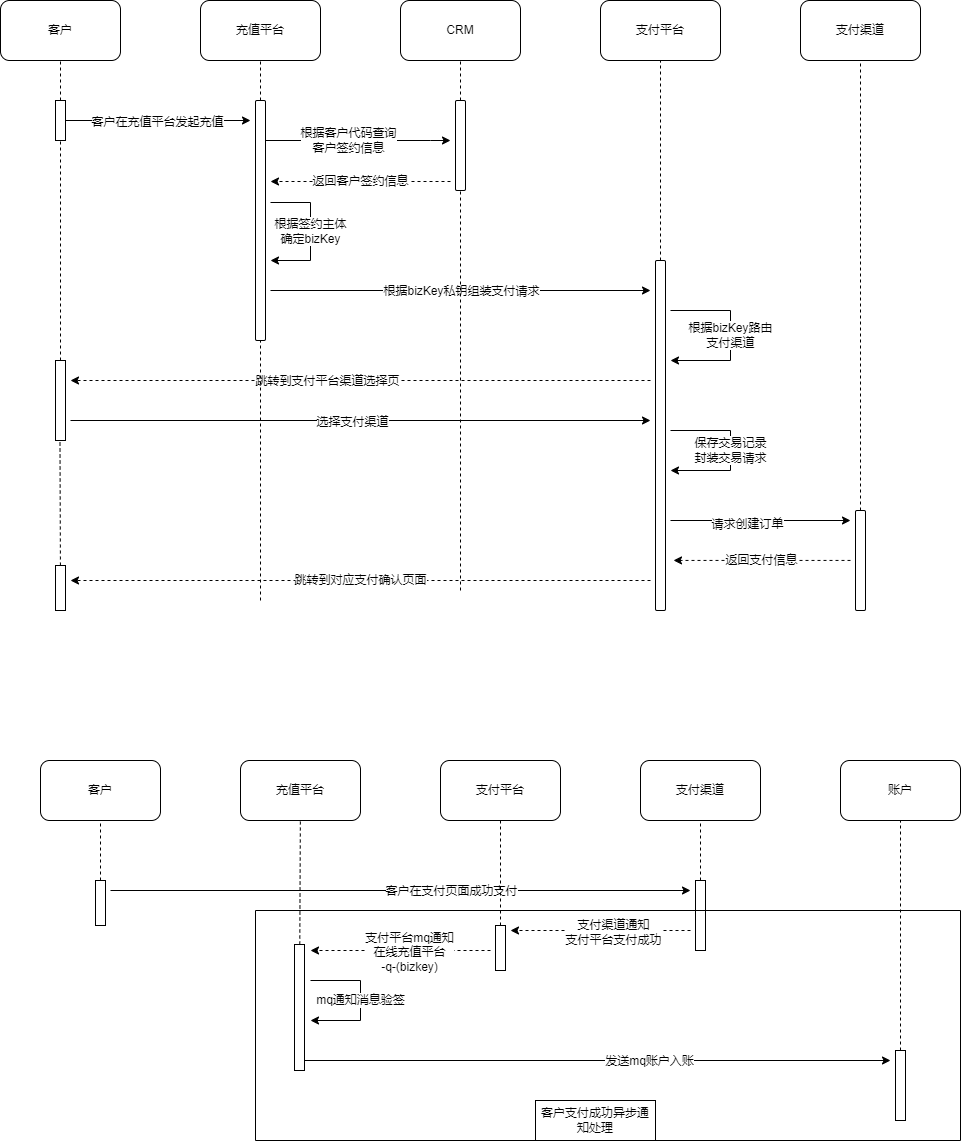 客户
充值平台
CRM
支付平台
支付渠道
客户在充值平台发起充值
根据客户代码查询
客户签约信息
返回客户签约信息
根据签约主体
确定bizKey
根据bizKey私钥组装支付请求
根据bizKey路由
支付渠道
跳转到支付平台渠道选择页
选择支付渠道
保存交易记录
封装交易请求
请求创建订单
返回支付信息
跳转到对应支付确认页面
客户
充值平台
支付平台
支付渠道
账户
客户在支付页面成功支付
支付渠道通知
支付平台支付成功
支付平台mq通知
在线充值平台
-q-(bizkey)
mq通知消息验签
发送mq账户入账
客户支付成功异步通
知处理